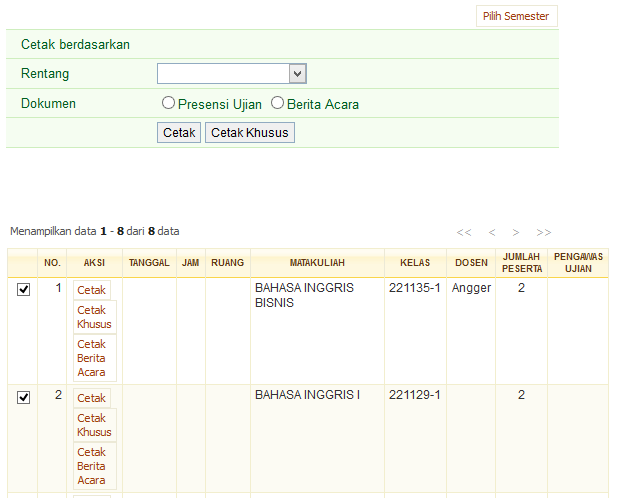 Pilih Semester
Cetak berdasarkan
Rentang
Dokumen Presensi Ujian Berita Acara
Cetak Cetak Khusus
Menampilkan data 1 - 8 dari 8 data << < > >>
NO. AKSI TANGGAL JAM RUANG MATAKULIAH KELAS DOSEN JUMLAH PESERTA PENGAWAS UJIAN
1 Cetak BAHASA INGGRIS BISNIS 221135-1 Angger 2
Cetak Khusus
Cetak Berita Acara
2 Cetak BAHASA INGGRIS I 221129-1 2
Cetak Khusus
Cetak Berita Acara